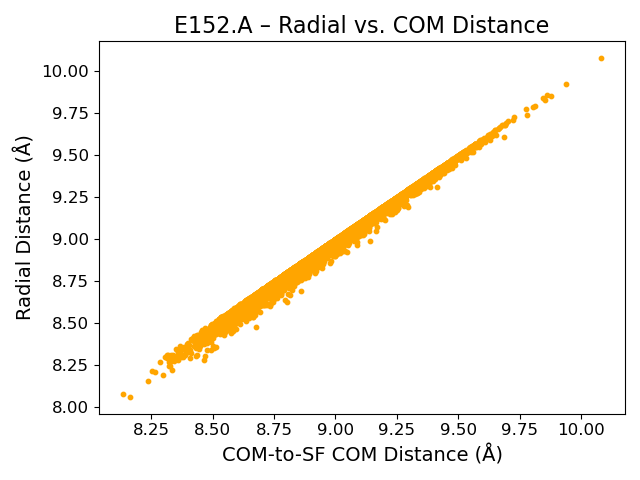 E152.A – Radial vs. COM Distance
Radial Distance (Å)
10.00
9.75
9.50
9.25
9.00
8.75
8.50
8.25
8.00
8.25 8.50 8.75 9.00 9.25 9.50 9.75 10.00
COM-to-SF COM Distance (Å)